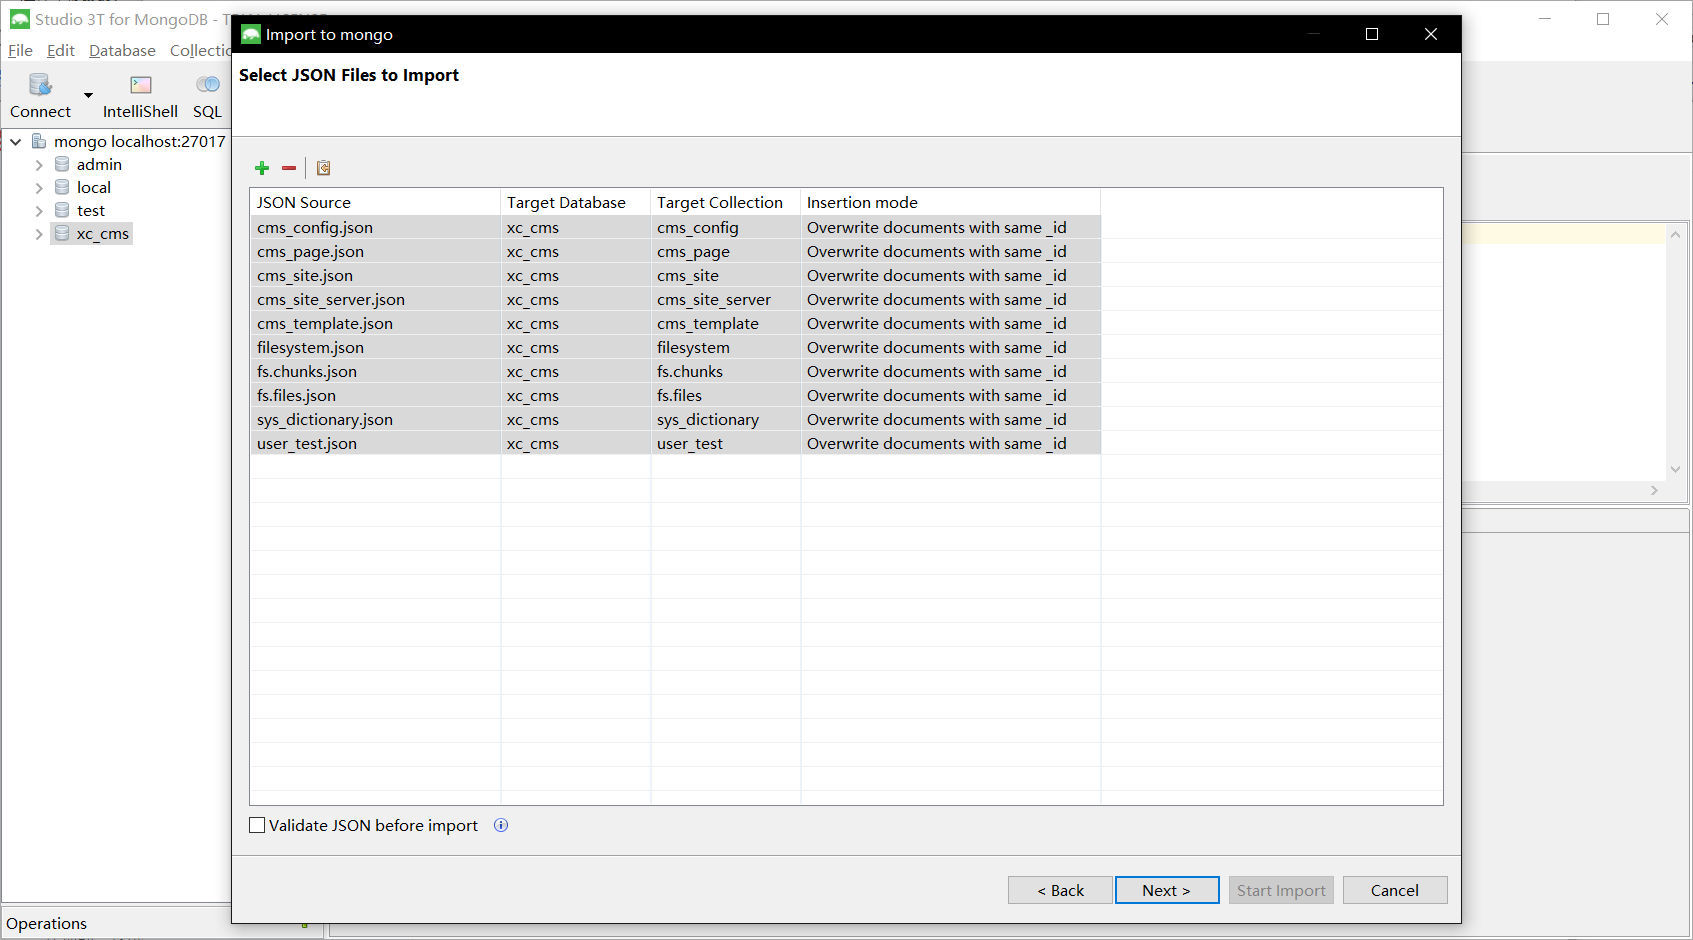 Studio 3T for MongoDB -
Import to mongo
File Edit Database
Select JSON Files to Import
Connect IntelliShell SQL
mongo localhost:27017
admin
local
test
xc_cms
JSON Source Target Database Target Collection Insertion mode
cms_config.json xc_cms cms_config Overwrite documents with same _id
cms_page.json xc_cms cms_page Overwrite documents with same _id
cms_site.json xc_cms cms_site Overwrite documents with same _id
cms_site_server.json xc_cms cms_site_server Overwrite documents with same _id
cms_template.json xc_cms cms_template Overwrite documents with same _id
filesystem.json xc_cms filesystem Overwrite documents with same _id
fs.chunks.json xc_cms fs.chunks Overwrite documents with same _id
fs.files.json xc_cms fs.files Overwrite documents with same _id
sys_dictionary.json xc_cms sys_dictionary Overwrite documents with same _id
user_test.json xc_cms user_test Overwrite documents with same _id
Validate JSON before import
< Back Next > Start Import Cancel
Operations